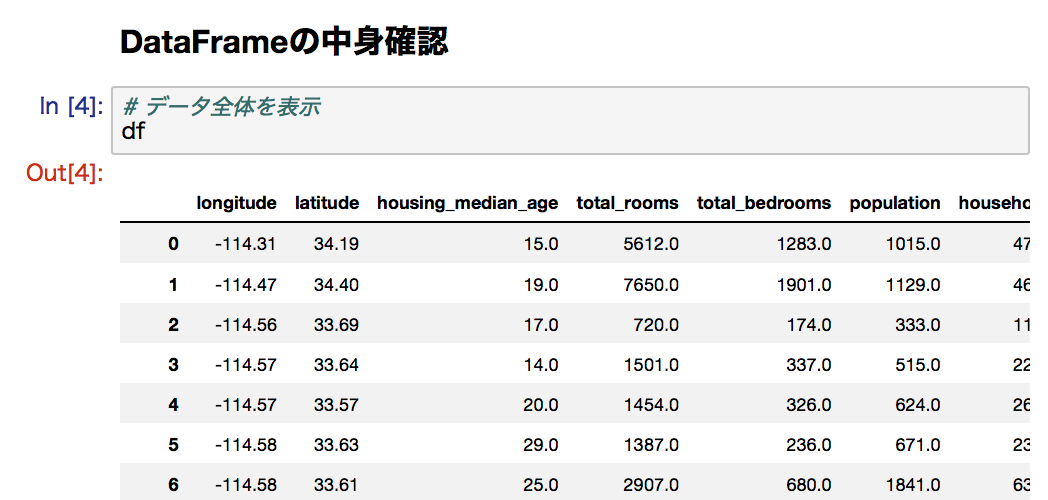 DataFrameの中身確認
In [4]: # データ全体を表示
df
Out[4]:
longitude latitude housing_median_age total_rooms total_bedrooms population househo
0 -114.31 34.19 15.0 5612.0 1283.0 1015.0 47
1 -114.47 34.40 19.0 7650.0 1901.0 1129.0 46
2 -114.56 33.69 17.0 720.0 174.0 333.0 11
3 -114.57 33.64 14.0 1501.0 337.0 515.0 22
4 -114.57 33.57 20.0 1454.0 326.0 624.0 26
5 -114.58 33.63 29.0 1387.0 236.0 671.0 23
6 -114.58 33.61 25.0 2907.0 680.0 1841.0 63